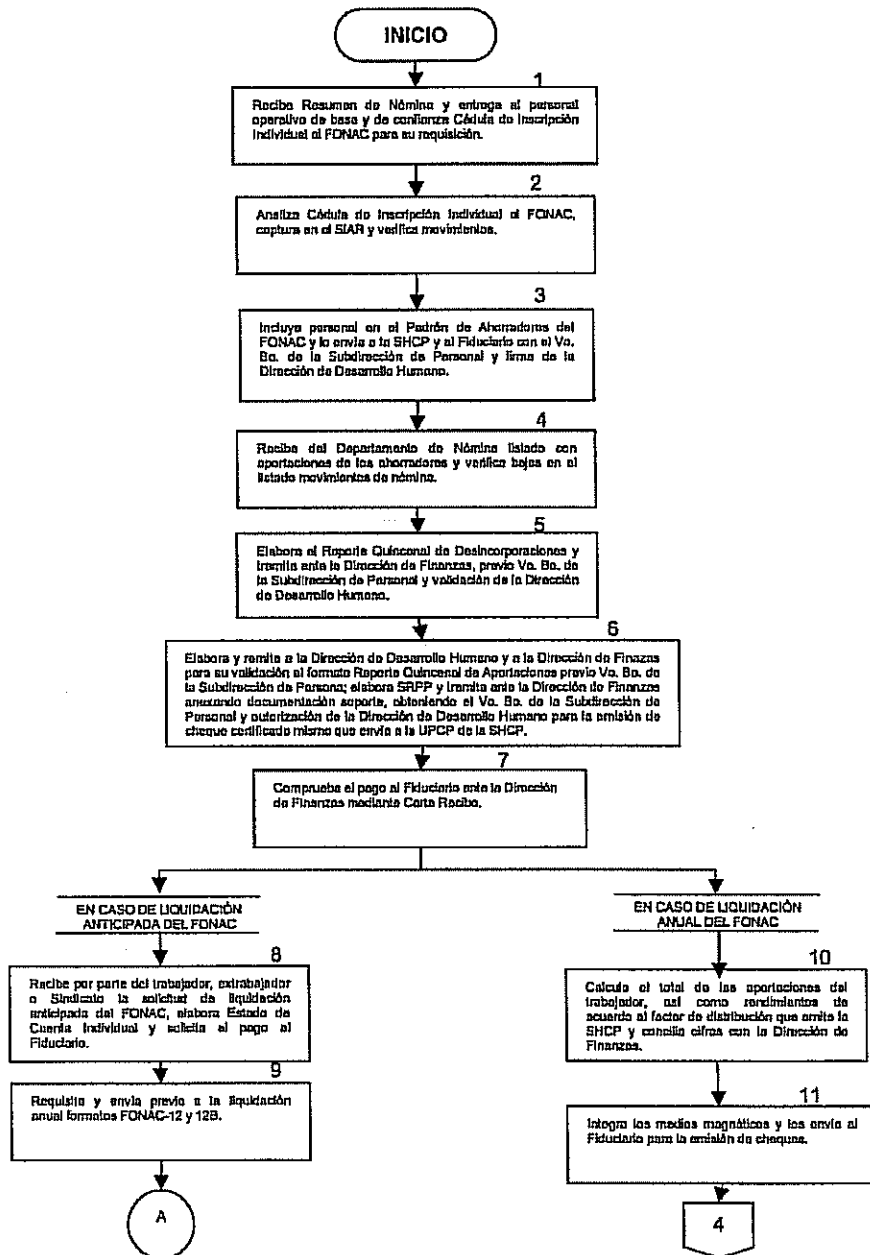 INICIO
1
Recibe Resumen de Nómina y entrega al personal
operativo de base y de confianza Cédula de Inscripción
Individual al FONAC para su requisición.
2
Analiza Cédula de Inscripción Individual al FONAC,
captura en el SIAR y verifica movimientos.
3
Incluye personal en el Padrón de Ahorradores del
FONAC y lo envía a la SHCP y al Fiduciario con el Vo.
Bo. de la Subdirección de Personal y firma de la
Dirección de Desarrollo Humano.
4
Recibe del Departamento de Nómina listado con
aportaciones de los ahorradores y verifica bajas en el
listado movimientos de nómina.
5
Elabora el Reporte Quincenal de Desincorporaciones y
tramita ante la Dirección de Finanzas, previo Vo. Bo. de
la Subdirección de Personal y validación de la Dirección
de Desarrollo Humano.
6
Elabora y remite a la Dirección de Desarrollo Humano y a la Dirección de Finazas
para su validación el formato Reporte Quincenal de Aportaciones previo Vo. Bo. de
la Subdirección de Persona; elabora SRPP y tramita ante la Dirección de Finanzas
anexando documentación soporte, obteniendo el Vo. Bo. de la Subdirección de
Personal y autorización de la Dirección de Desarrollo Humano para la emisión de
cheque certificado mismo que envía a la UPCP de la SHCP.
7
Comprueba el pago al Fiduciario ante la Dirección
de Finanzas mediante Carta Recibo.
EN CASO DE LIQUIDACIÓN
ANTICIPADA DEL FONAC
8
Recibe por parte del trabajador, extrabajador
o Sindicato la solicitud de liquidación
anticipada del FONAC, elabora Estado de
Cuenta Individual y solicita el pago al
Fiduciario.
9
Requisita y envía previo a la liquidación
anual formatos FONAC-12 y 12B.
A
EN CASO DE LIQUIDACIÓN
ANUAL DEL FONAC
10
Calcula el total de las aportaciones del
trabajador, así como rendimientos de
acuerdo al factor de distribución que emite la
SHCP y concilia cifras con la Dirección de
Finanzas.
11
Integra los medios magnéticos y los envía al
Fiduciario para la emisión de cheques.
4